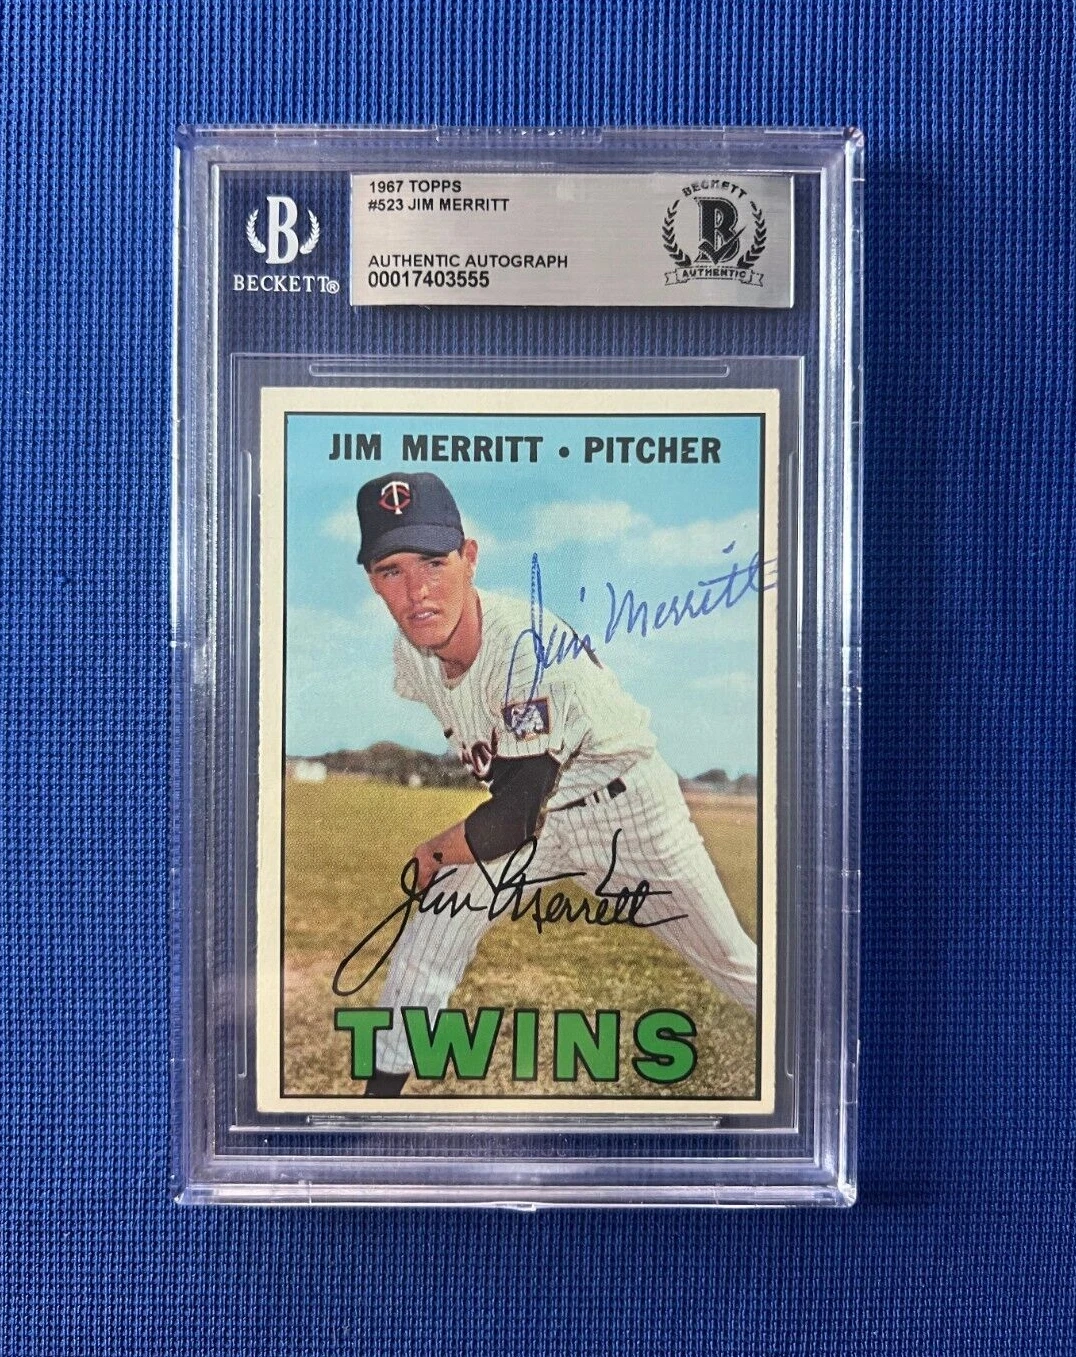 1967 TOPPS
#523 JIM MERRITT
AUTHENTIC AUTOGRAPH
00017403555
B
BECKETT®
BECKETT
B
AUTHENTIC
JIM MERRITT • PITCHER
TC
Jim Merritt
Jim Merritt
TWINS